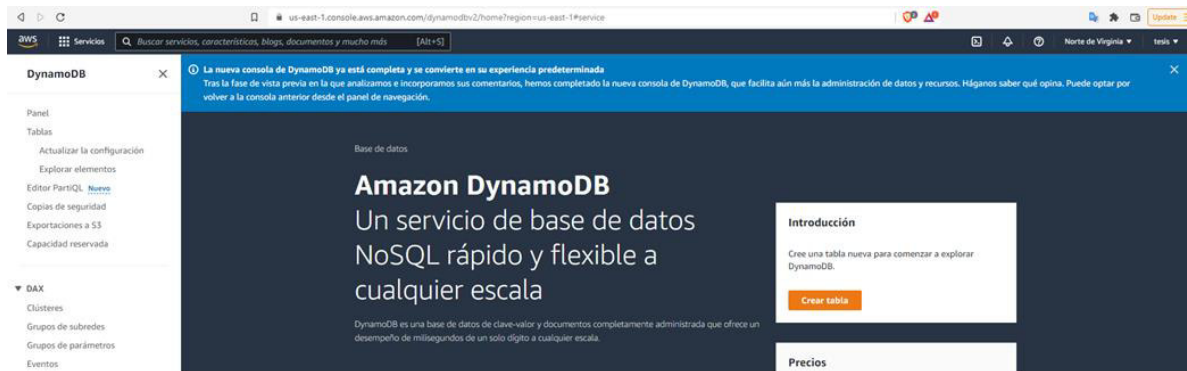 us-east-1.console.aws.amazon.com/dynamodbv2/home?region=us-east-1#service
Update
aws
Servicios
Buscar servicios, características, blogs, documentos y mucho más
[Alt+S]
Norte de Virginia
tesis
DynamoDB
Panel
Tablas
Actualizar la configuración
Explorar elementos
Editor PartiQL Nuevo
Copias de seguridad
Exportaciones a S3
Capacidad reservada
DAX
Clústeres
Grupos de subredes
Grupos de parámetros
Eventos
La nueva consola de DynamoDB ya está completa y se convierte en su experiencia predeterminada
Tras la fase de vista previa en la que analizamos e incorporamos sus comentarios, hemos completado la nueva consola de DynamoDB, que facilita aún más la administración de datos y recursos. Háganos saber qué opina. Puede optar por
volver a la consola anterior desde el panel de navegación.
Base de datos
Amazon DynamoDB
Un servicio de base de datos
NoSQL rápido y flexible a
cualquier escala
DynamoDB es una base de datos de clave-valor y documentos completamente administrada que ofrece un
desempeño de milisegundos de un solo dígito a cualquier escala.
Introducción
Cree una tabla nueva para comenzar a explorar
DynamoDB.
Crear tabla
Precios